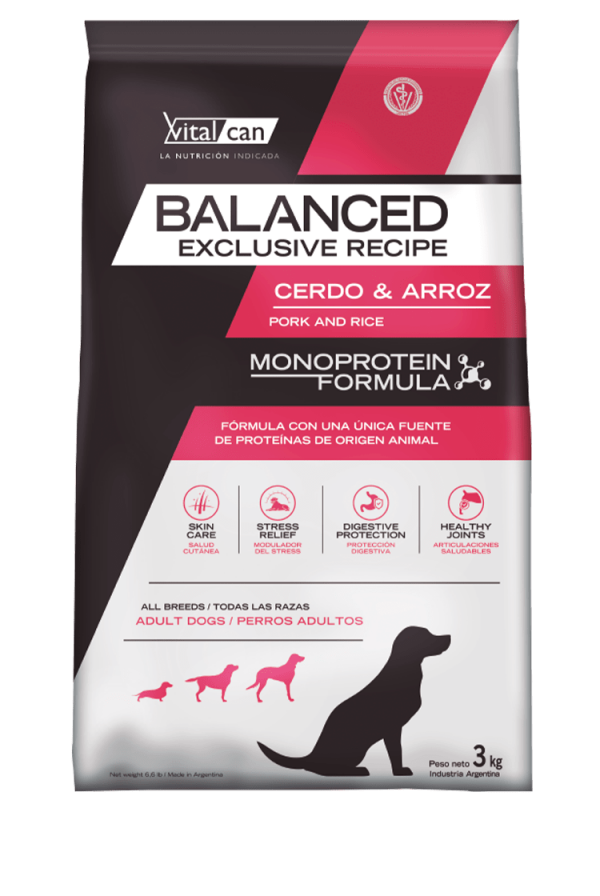 Vital can
LA NUTRICIÓN INDICADA
BALANCED
EXCLUSIVE RECIPE
CERDO & ARROZ
PORK AND RICE
MONOPROTEIN
FORMULA
FÓRMULA CON UNA ÚNICA FUENTE
DE PROTEÍNAS DE ORIGEN ANIMAL
SKIN
CARE
SALUD
CUTÁNEA
STRESS
RELIEF
MODULADOR
DEL STRESS
DIGESTIVE
PROTECTION
PROTECCIÓN
DIGESTIVA
HEALTHY
JOINTS
ARTICULACIONES
SALUDABLES
ALL BREEDS / TODAS LAS RAZAS
ADULT DOGS / PERROS ADULTOS
Net weight 6.6 lb / Made in Argentina
Peso neto 3 kg
Industria Argentina